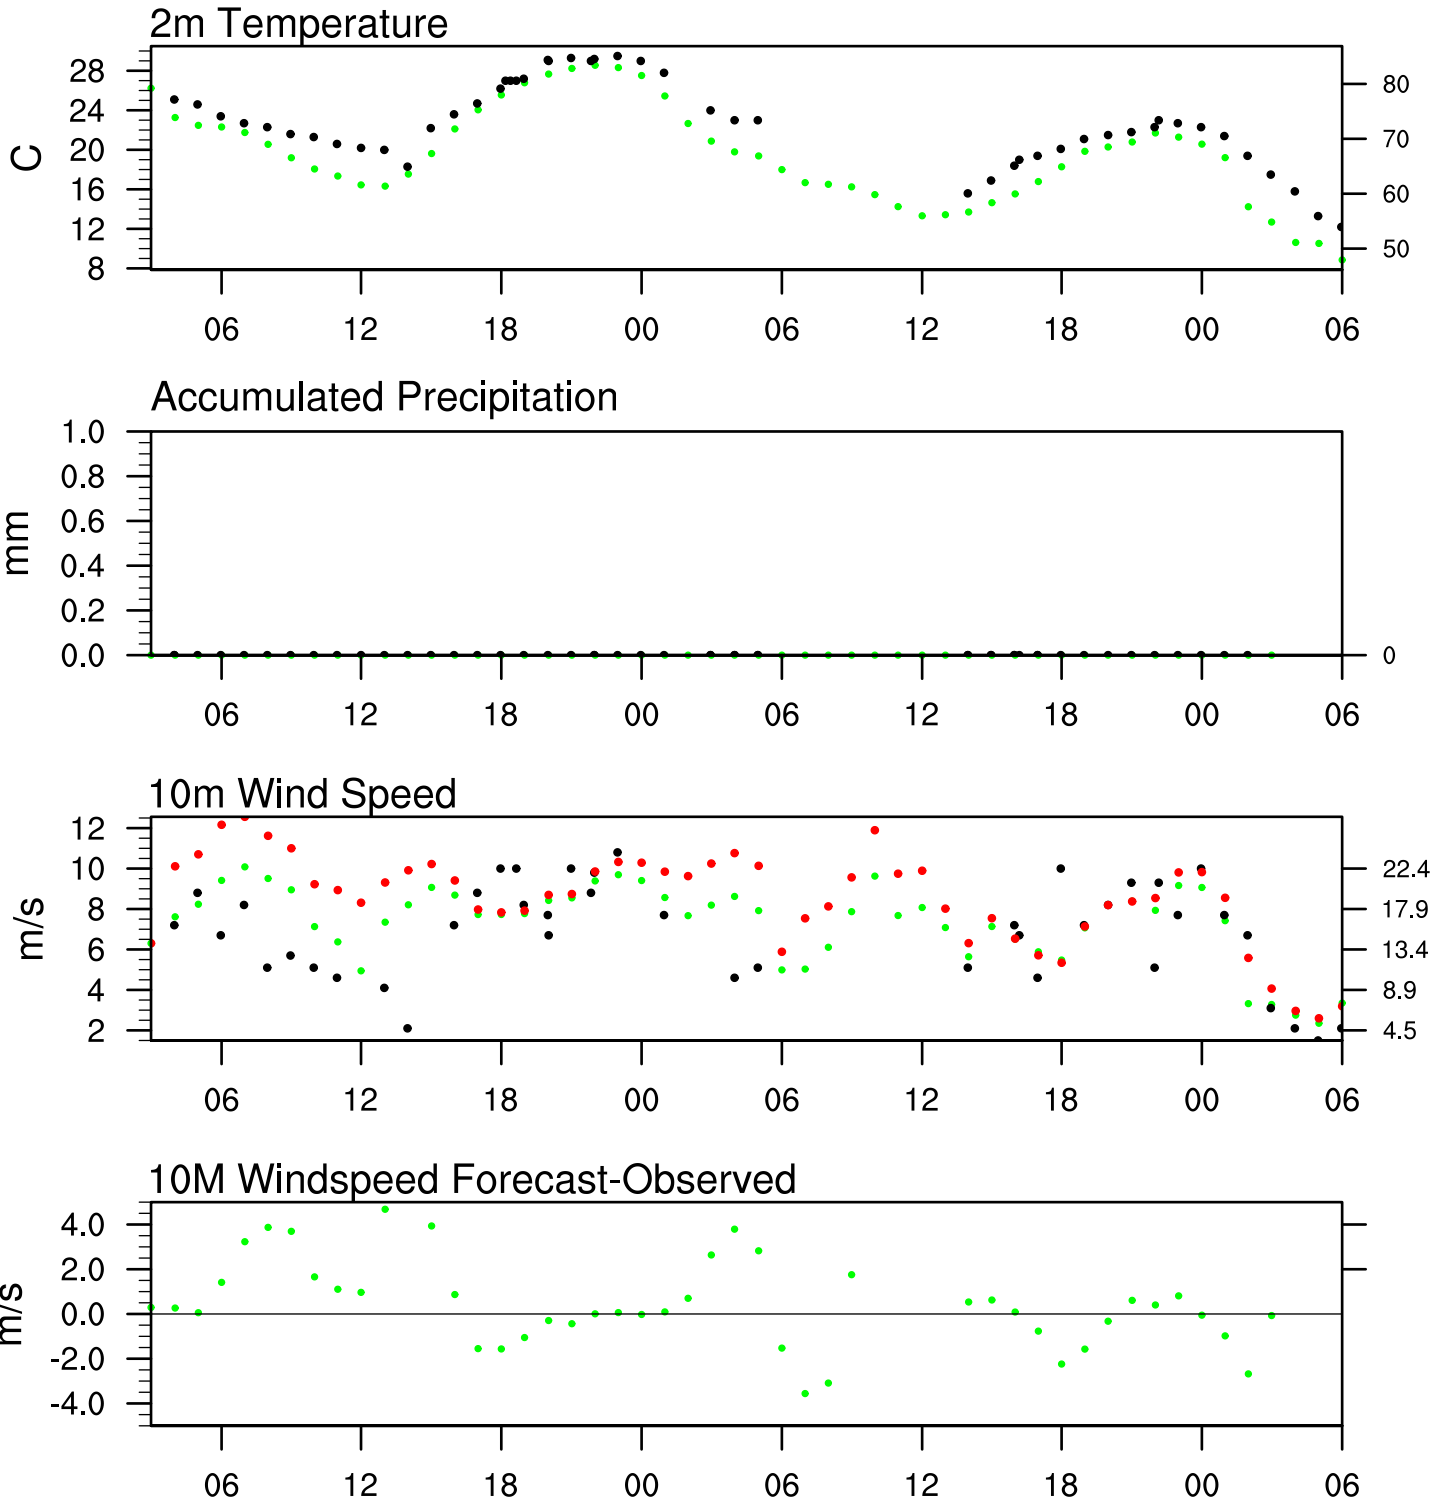 2m Temperature
28
24
20
16
12
8
C
80
70
60
50
06 12 18 00 06 12 18 00 06
Accumulated Precipitation
1.0
0.8
0.6
0.4
0.2
0.0
mm
0
06 12 18 00 06 12 18 00 06
10m Wind Speed
12
10
8
6
4
2
m/s
22.4
17.9
13.4
8.9
4.5
06 12 18 00 06 12 18 00 06
10M Windspeed Forecast-Observed
4.0
2.0
0.0
-2.0
-4.0
m/s
06 12 18 00 06 12 18 00 06